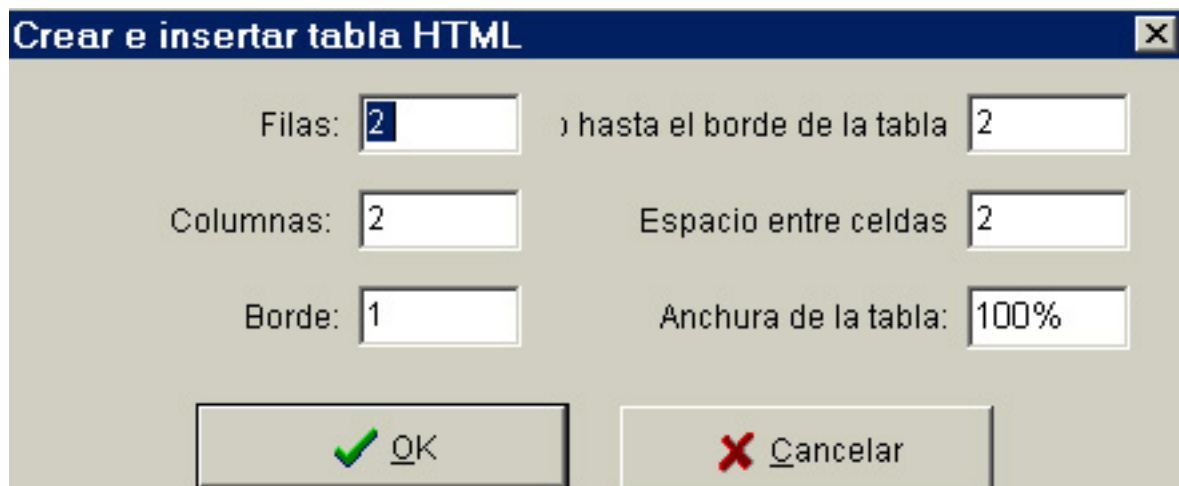 Crear e insertar tabla HTML
Filas: 2 hasta el borde de la tabla 2
Columnas: 2 Espacio entre celdas 2
Borde: 1 Anchura de la tabla: 100%
OK Cancelar